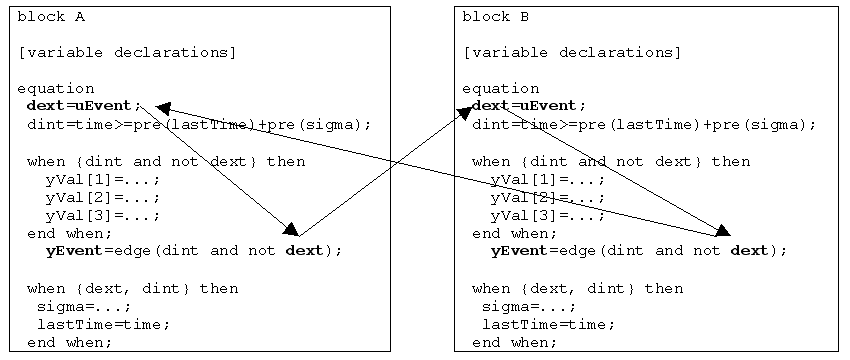 block A
[variable declarations]
equation
dext=uEvent;
dint=time>=pre(lastTime)+pre(sigma);
when {dint and not dext} then
yVal[1]=...;
yVal[2]=...;
yVal[3]=...;
end when;
yEvent=edge(dint and not dext);
when {dext, dint} then
sigma=...;
lastTime=time;
end when;
block B
[variable declarations]
equation
dext=uEvent;
dint=time>=pre(lastTime)+pre(sigma);
when {dint and not dext} then
yVal[1]=...;
yVal[2]=...;
yVal[3]=...;
end when;
yEvent=edge(dint and not dext);
when {dext, dint} then
sigma=...;
lastTime=time;
end when;